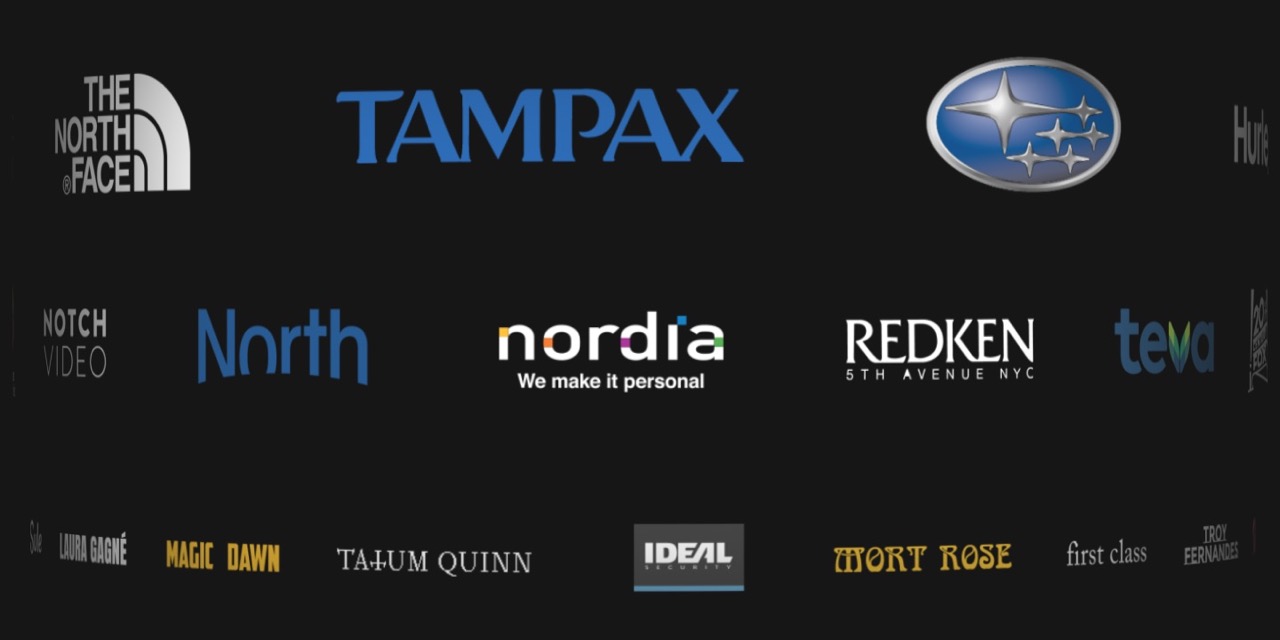 THE
NORTH
®FACE
TAMPAX
NOTCH
VIDEO
North
nordia
We make it personal
REDKEN
5TH AVENUE NYC
teva
LAURA GAGNÉ
MAGIC DAWN
TATUM QUINN
IDEAL
SECURITY
MORT ROSE
first class
TROY
FERNANDES